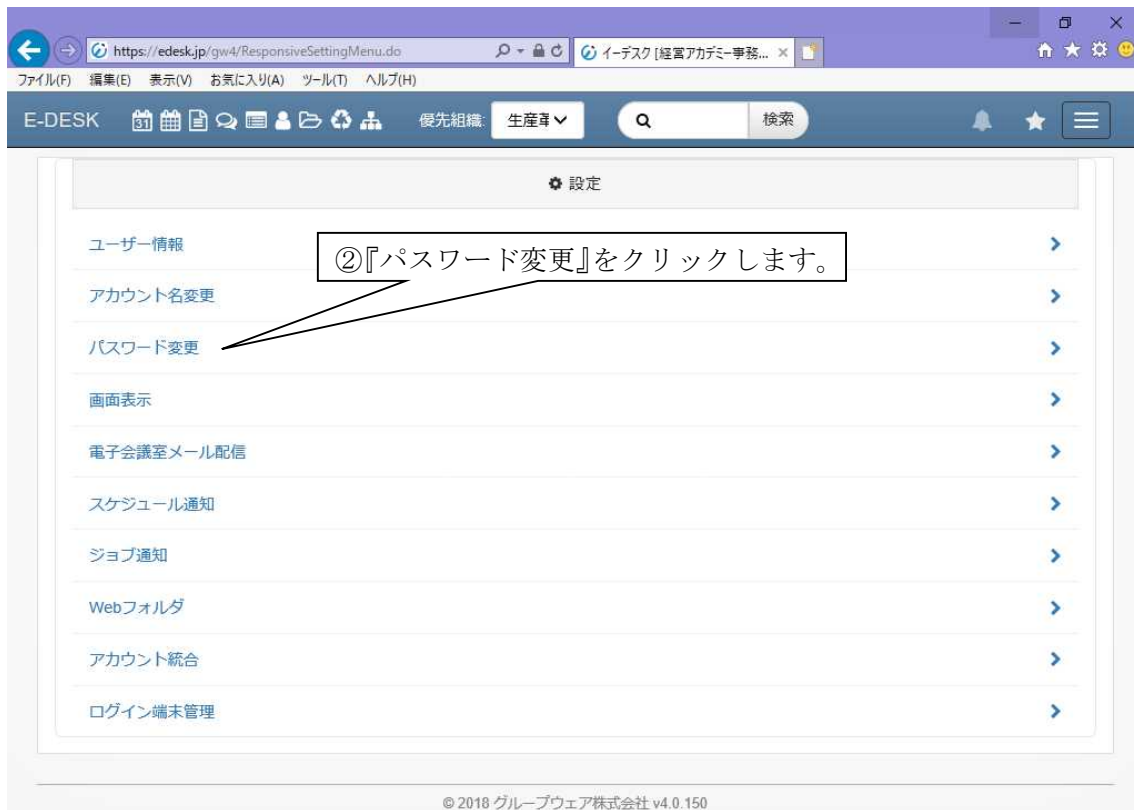 https://edesk.jp/gw4/ResponsiveSettingMenu.do
イーデスク [経営アカデミー事務...
ファイル(F) 編集(E) 表示(V) お気に入り(A) ツール(T) ヘルプ(H)
E-DESK 31 優先組織: 生産 検索
設定
ユーザー情報
②『パスワード変更』をクリックします。
アカウント名変更
パスワード変更
画面表示
電子会議室メール配信
スケジュール通知
ジョブ通知
Webフォルダ
アカウント統合
ログイン端末管理
© 2018 グループウェア株式会社 v4.0.150